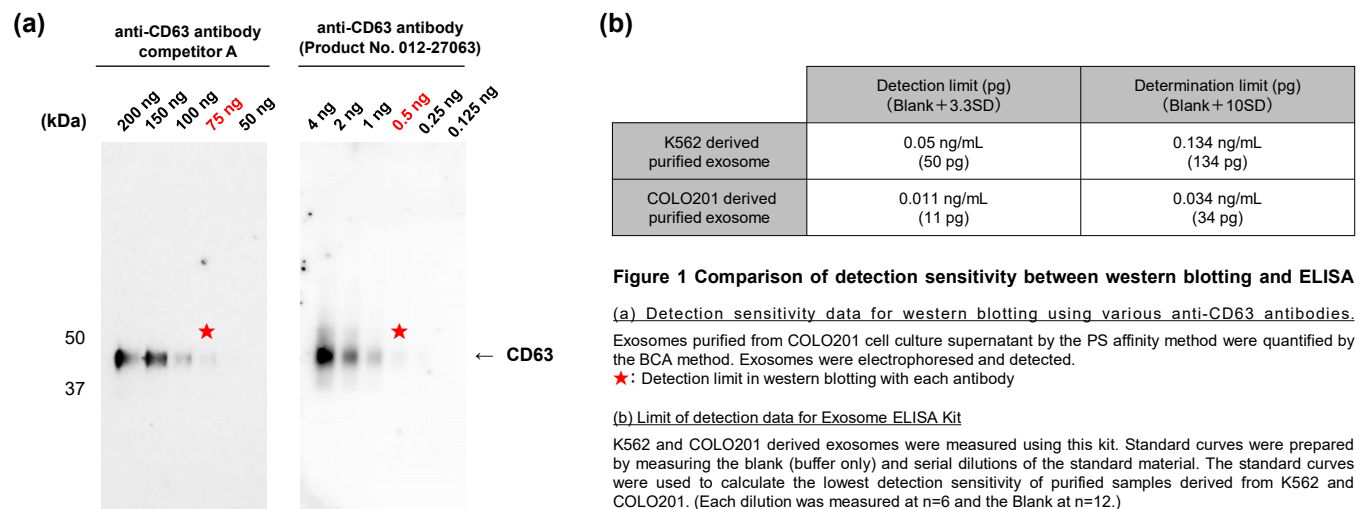 (a)
anti-CD63 antibody
competitor A
anti-CD63 antibody
(Product No. 012-27063)
(kDa)
200 ng
150 ng
100 ng
75 ng
50 ng
4 ng
2 ng
1 ng
0.5 ng
0.25 ng
0.125 ng
50
37
← CD63
(b)
Detection limit (pg)
（Blank＋3.3SD）
Determination limit (pg)
（Blank＋10SD）
K562 derived
purified exosome
0.05 ng/mL
(50 pg)
0.134 ng/mL
(134 pg)
COLO201 derived
purified exosome
0.011 ng/mL
(11 pg)
0.034 ng/mL
(34 pg)
Figure 1 Comparison of detection sensitivity between western blotting and ELISA
(a) Detection sensitivity data for western blotting using various anti-CD63 antibodies.
Exosomes purified from COLO201 cell culture supernatant by the PS affinity method were quantified by
the BCA method. Exosomes were electrophoresed and detected.
★: Detection limit in western blotting with each antibody
(b) Limit of detection data for Exosome ELISA Kit
K562 and COLO201 derived exosomes were measured using this kit. Standard curves were prepared
by measuring the blank (buffer only) and serial dilutions of the standard material. The standard curves
were used to calculate the lowest detection sensitivity of purified samples derived from K562 and
COLO201. (Each dilution was measured at n=6 and the Blank at n=12.)